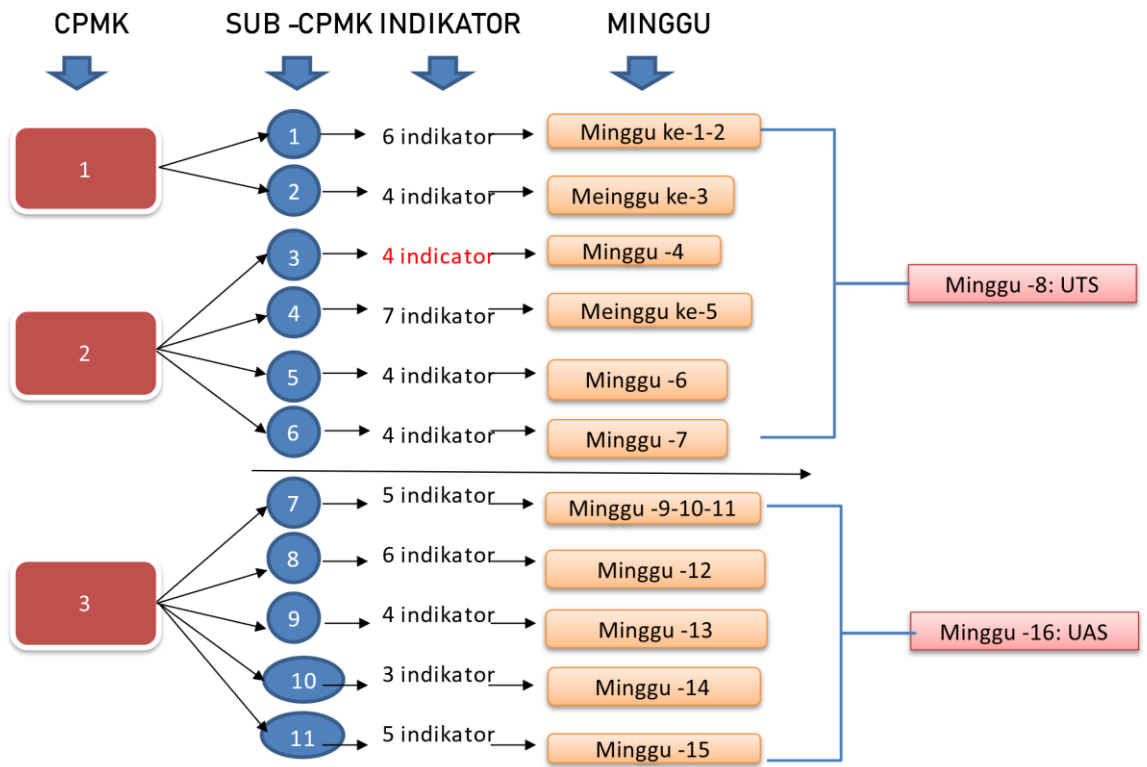 CPMK SUB -CPMK INDIKATOR MINGGU
1 1 6 indikator Minggu ke-1-2
2 4 indikator Meinggu ke-3
2 3 4 indicator Minggu -4
4 7 indikator Meinggu ke-5
5 4 indikator Minggu -6
6 4 indikator Minggu -7
Minggu -8: UTS
3 7 5 indikator Minggu -9-10-11
8 6 indikator Minggu -12
9 4 indikator Minggu -13
10 3 indikator Minggu -14
11 5 indikator Minggu -15
Minggu -16: UAS